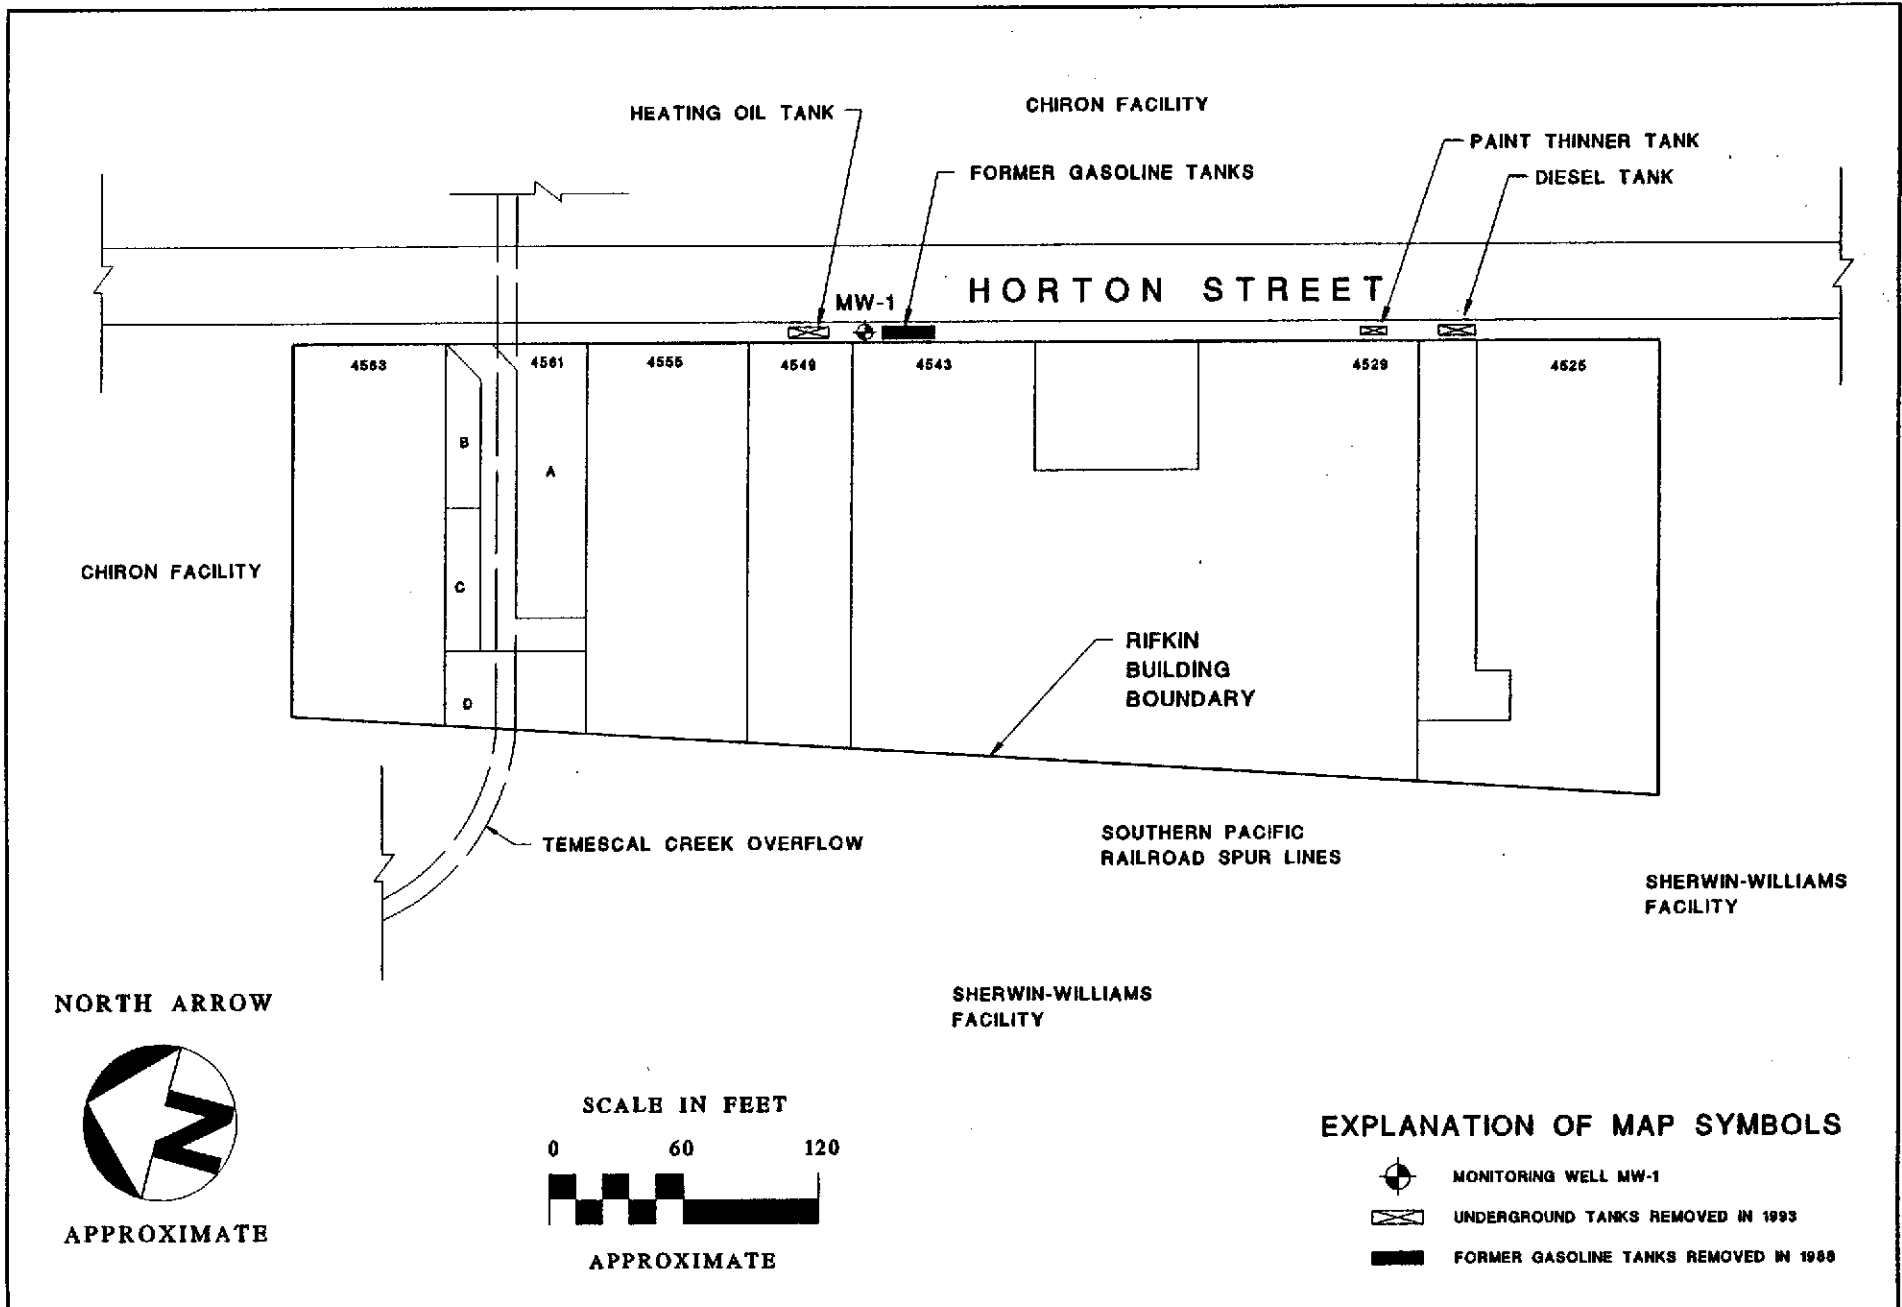 HEATING OIL TANK
CHIRON FACILITY
PAINT THINNER TANK
FORMER GASOLINE TANKS
DIESEL TANK
HORTON STREET
MW-1
4563
4561
4555
4549
4543
4529
4525
B
A
C
CHIRON FACILITY
RIFKIN
BUILDING
BOUNDARY
D
TEMESCAL CREEK OVERFLOW
SOUTHERN PACIFIC
RAILROAD SPUR LINES
SHERWIN-WILLIAMS
FACILITY
SHERWIN-WILLIAMS
FACILITY
NORTH ARROW
N
APPROXIMATE
SCALE IN FEET
0 60 120
APPROXIMATE
EXPLANATION OF MAP SYMBOLS
MONITORING WELL MW-1
UNDERGROUND TANKS REMOVED IN 1993
FORMER GASOLINE TANKS REMOVED IN 1988